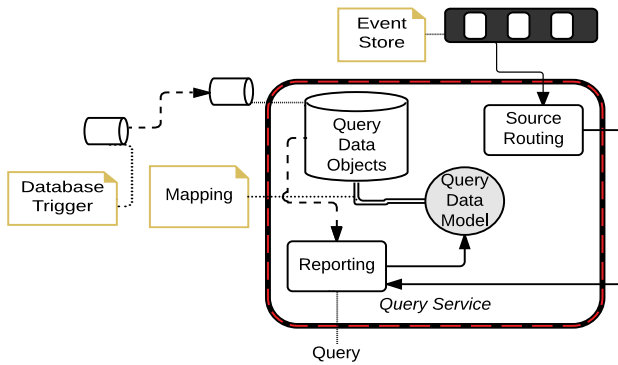 Event
Store
Source
Routing
Query
Data
Objects
Database
Trigger
Mapping
Query
Data
Model
Reporting
Query Service
Query